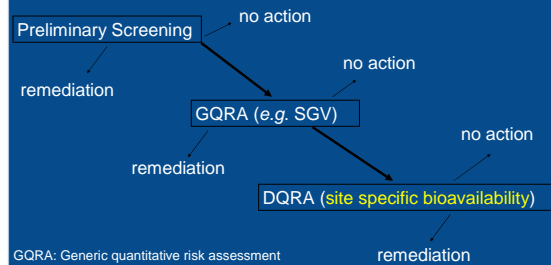 no action
Preliminary Screening
no action
remediation
GQRA (e.g. SGV)
no action
remediation
DQRA (site specific bioavailability)
remediation
GQRA: Generic quantitative risk assessment